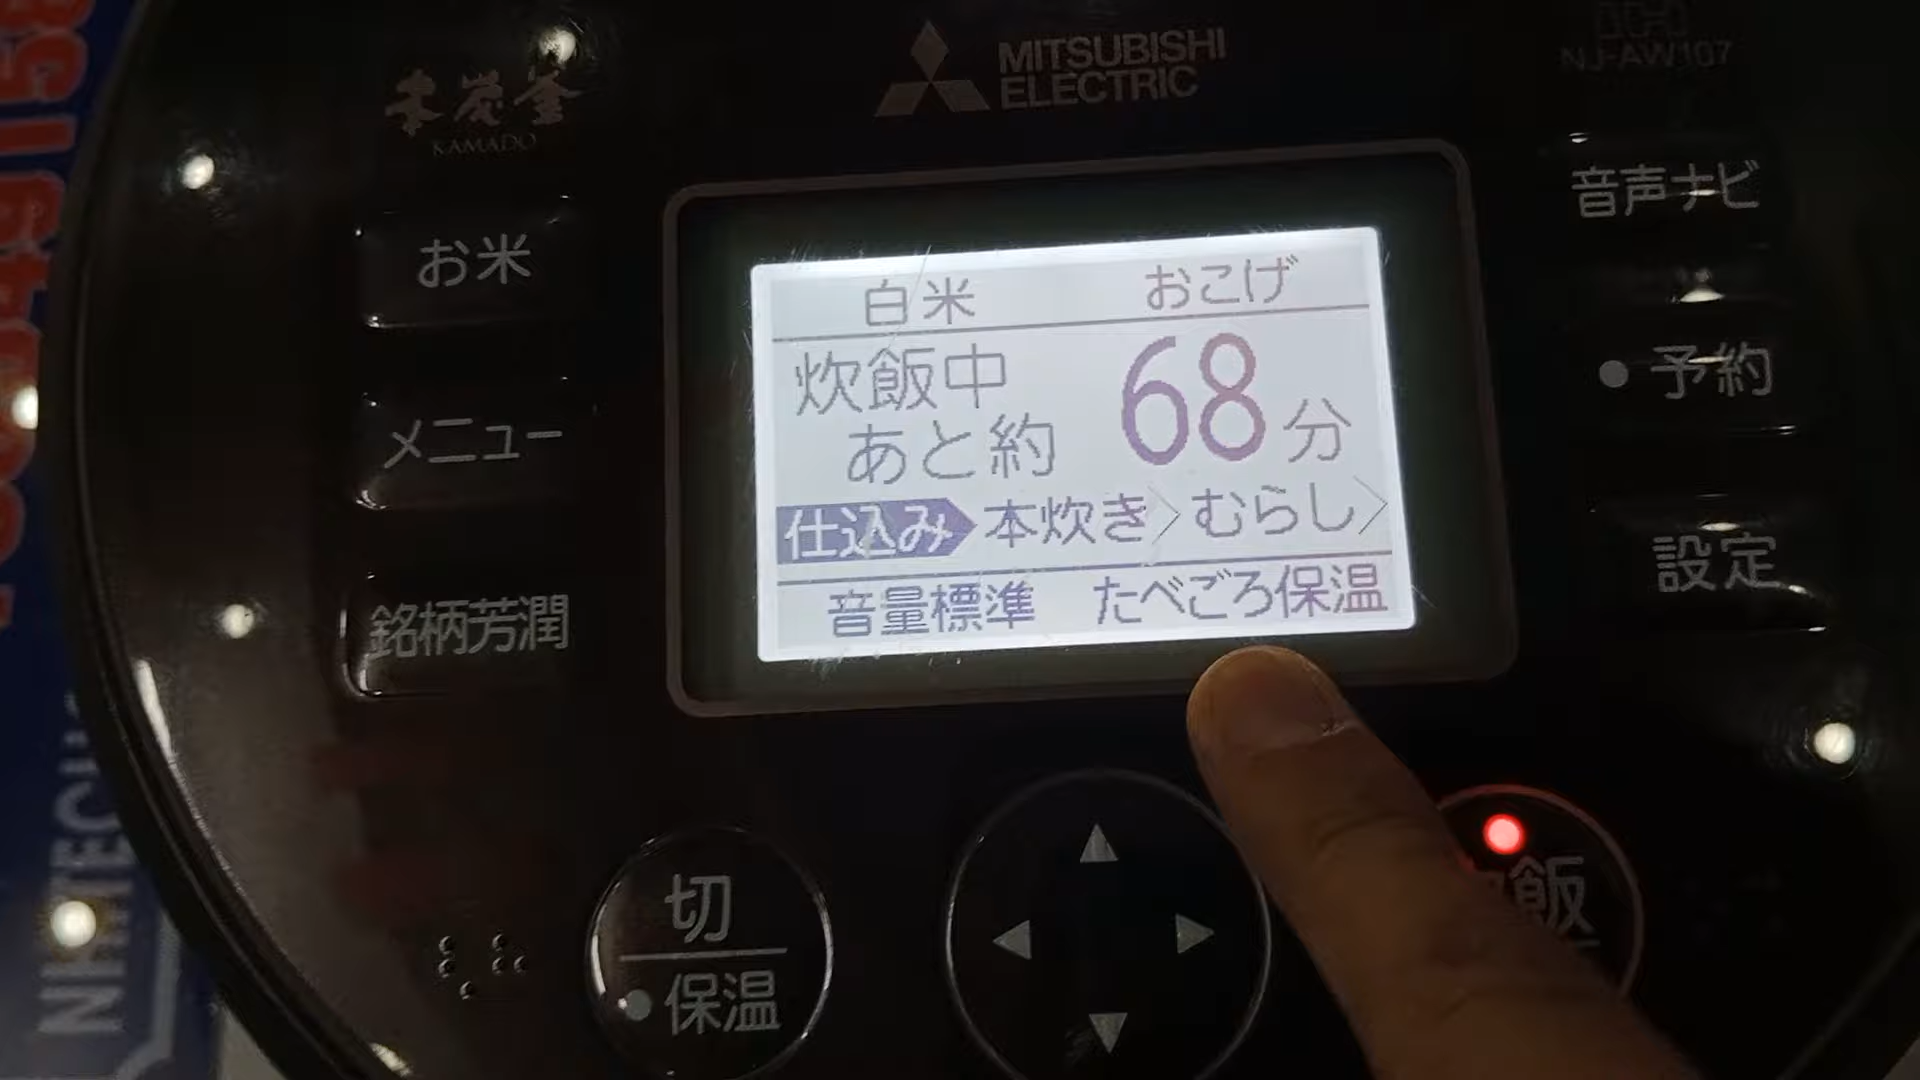 本炭釜
KAMADO
MITSUBISHI
ELECTRIC
NJ-AW107
お米
メニュー
銘柄芳潤
白米 おこげ
炊飯中
あと約 68分
仕込み 本炊き むらし
音量標準 たべごろ保温
音声ナビ
予約
設定
切
保温
飯